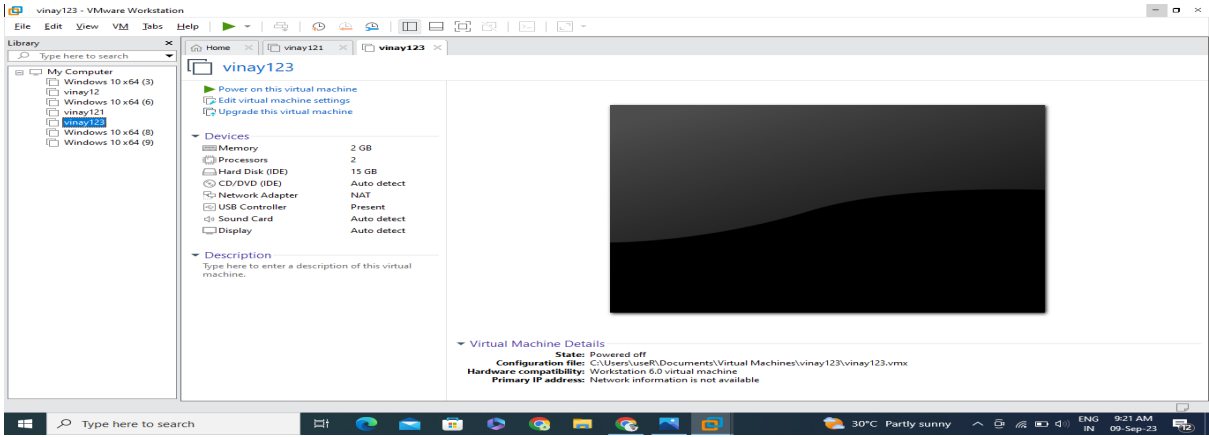 vinay123 - VMware Workstation
File Edit View VM Tabs Help
Library
Type here to search
My Computer
Windows 10 x64 (3)
vinay12
Windows 10 x64 (6)
vinay121
vinay123
Windows 10 x64 (8)
Windows 10 x64 (9)
Home vinay121 vinay123
vinay123
Power on this virtual machine
Edit virtual machine settings
Upgrade this virtual machine
Devices
Memory 2 GB
Processors 2
Hard Disk (IDE) 15 GB
CD/DVD (IDE) Auto detect
Network Adapter NAT
USB Controller Present
Sound Card Auto detect
Display Auto detect
Description
Type here to enter a description of this virtual
machine.
Virtual Machine Details
State: Powered off
Configuration file: C:\Users\useR\Documents\Virtual Machines\vinay123\vinay123.vmx
Hardware compatibility: Workstation 6.0 virtual machine
Primary IP address: Network information is not available
Type here to search
30°C Partly sunny
ENG 9:21 AM
IN 09-Sep-23
12